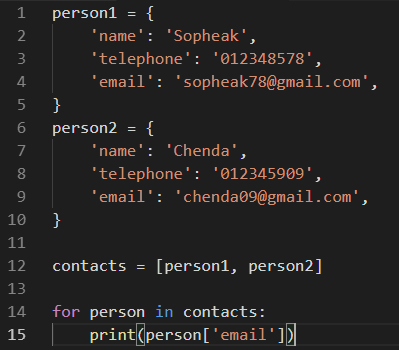 1 person1 = {
2     'name': 'Sopheak',
3     'telephone': '012348578',
4     'email': 'sopheak78@gmail.com',
5 }
6 person2 = {
7     'name': 'Chenda',
8     'telephone': '012345909',
9     'email': 'chenda09@gmail.com',
10 }
11
12 contacts = [person1, person2]
13
14 for person in contacts:
15     print(person['email'])